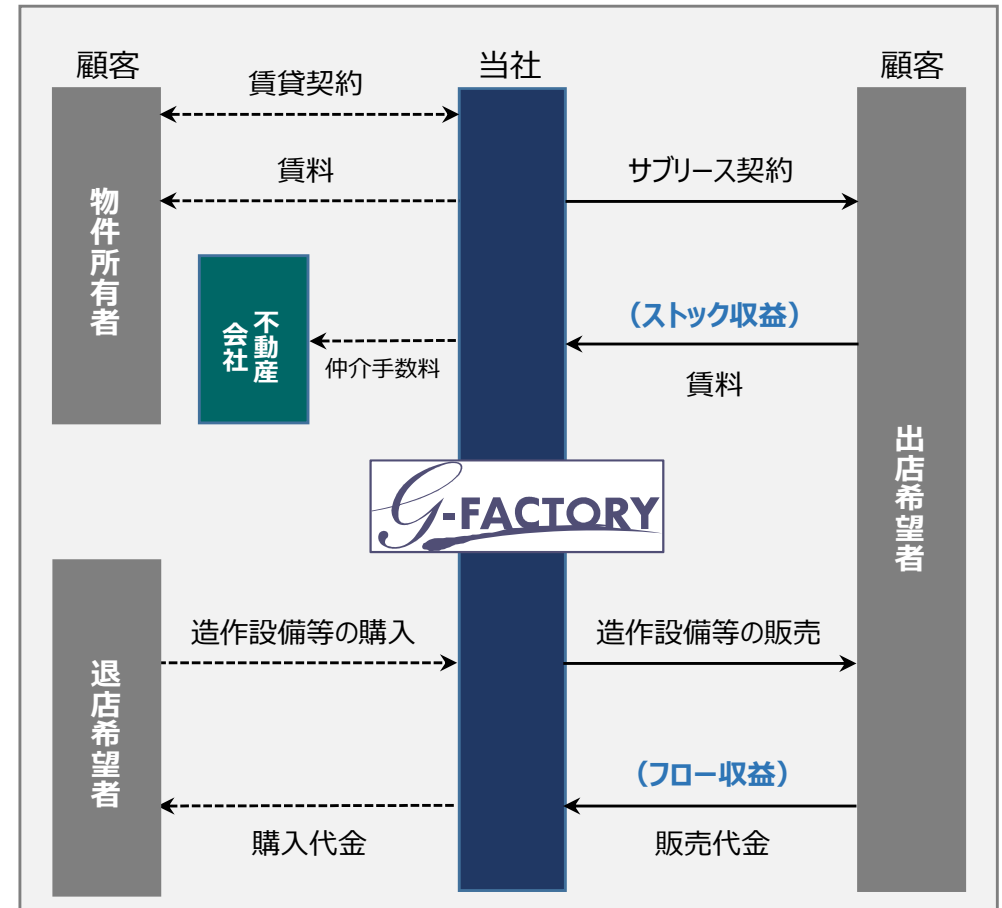 顧客
当社
顧客
賃貸契約
賃料
サブリース契約
物件所有者
不動産
会社
仲介手数料
（ストック収益）
賃料
出店希望者
G-FACTORY
造作設備等の購入
造作設備等の販売
退店希望者
（フロー収益）
購入代金
販売代金